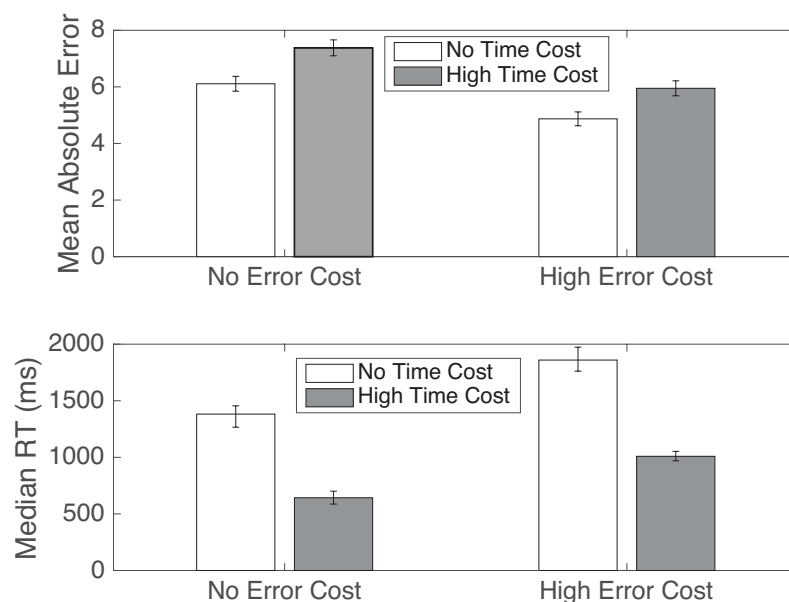 Mean Absolute Error
8
6
4
2
0
No Time Cost
High Time Cost
No Error Cost
High Error Cost
Median RT (ms)
2000
1500
1000
500
0
No Time Cost
High Time Cost
No Error Cost
High Error Cost